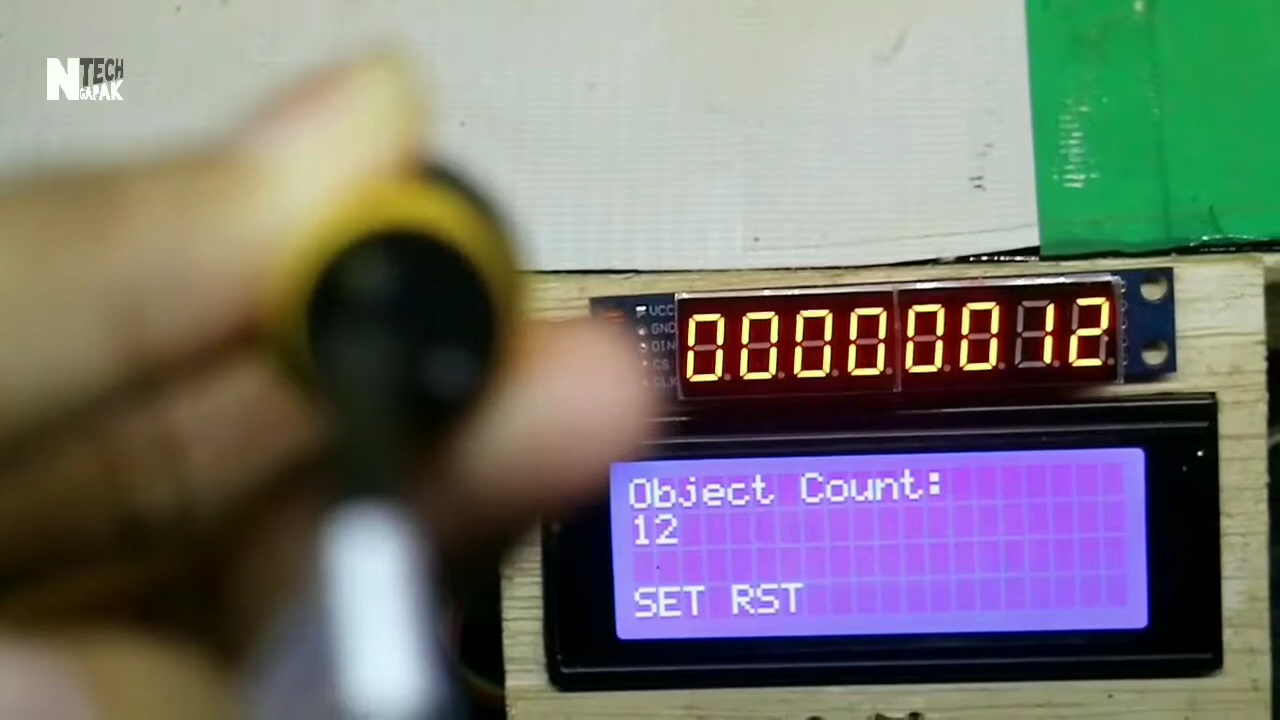 NTECH
GAPAK
VCC
GND
DIN
CS
CLK
00000012
Object Count:
12
SET RST